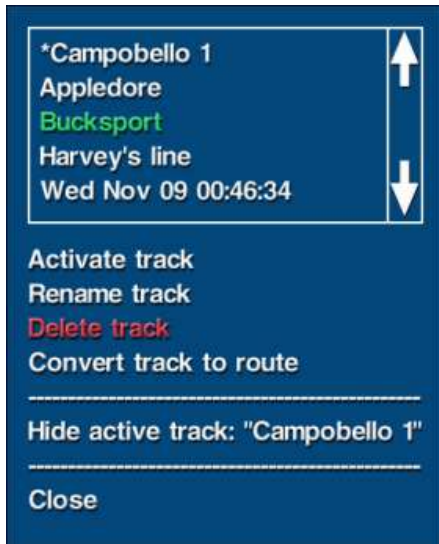 *Campobello 1
Appledore
Bucksport
Harvey's line
Wed Nov 09 00:46:34
Activate track
Rename track
Delete track
Convert track to route
Hide active track: "Campobello 1"
Close